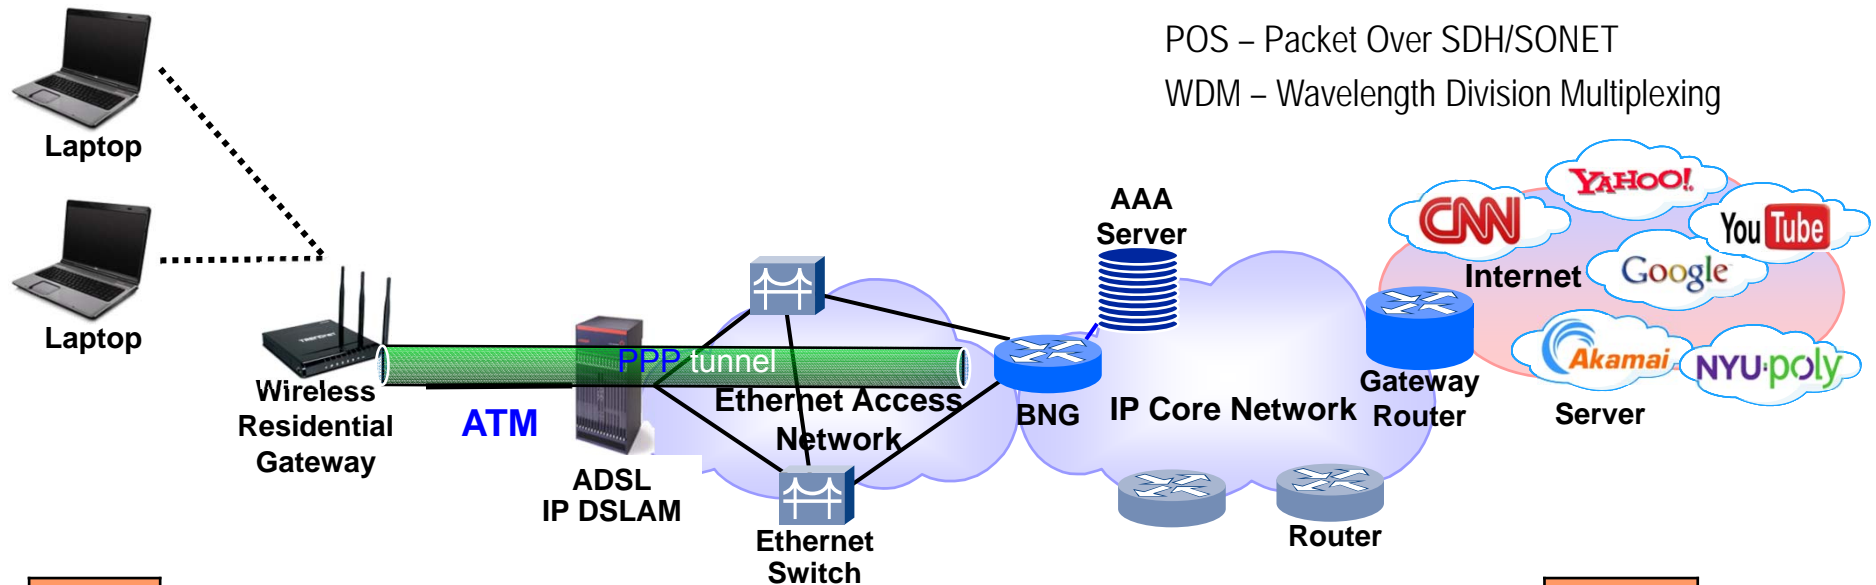 POS – Packet Over SDH/SONET
WDM – Wavelength Division Multiplexing
Laptop
Laptop
Wireless
Residential
Gateway
ATM
ADSL
IP DSLAM
PPP tunnel
Ethernet Access
Network
Ethernet
Switch
BNG
AAA
Server
IP Core Network
Router
Gateway
Router
Internet
CNN
YAHOO!
YouTube
Google
Akamai
NYU·poly
Server